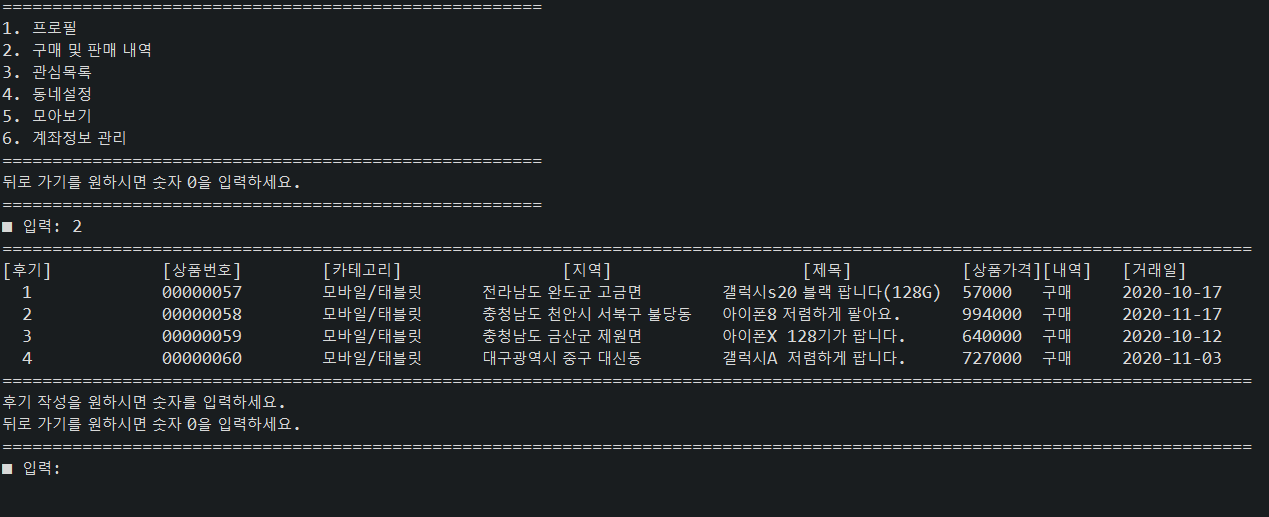 ======================================================
1. 프로필
2. 구매 및 판매 내역
3. 관심목록
4. 동네설정
5. 모아보기
6. 계좌정보 관리
======================================================
뒤로 가기를 원하시면 숫자 0을 입력하세요.
======================================================
■ 입력: 2
=============================================================================================================================
[후기] [상품번호] [카테고리] [지역] [제목] [상품가격][내역] [거래일]
1 00000057 모바일/태블릿 전라남도 완도군 고금면 갤럭시s20 블랙 팝니다(128G) 57000 구매 2020-10-17
2 00000058 모바일/태블릿 충청남도 천안시 서북구 불당동 아이폰8 저렴하게 팔아요. 994000 구매 2020-11-17
3 00000059 모바일/태블릿 충청남도 금산군 제원면 아이폰X 128기가 팝니다. 640000 구매 2020-10-12
4 00000060 모바일/태블릿 대구광역시 중구 대신동 갤럭시A 저렴하게 팝니다. 727000 구매 2020-11-03
=============================================================================================================================
후기 작성을 원하시면 숫자를 입력하세요.
뒤로 가기를 원하시면 숫자 0을 입력하세요.
=============================================================================================================================
■ 입력: